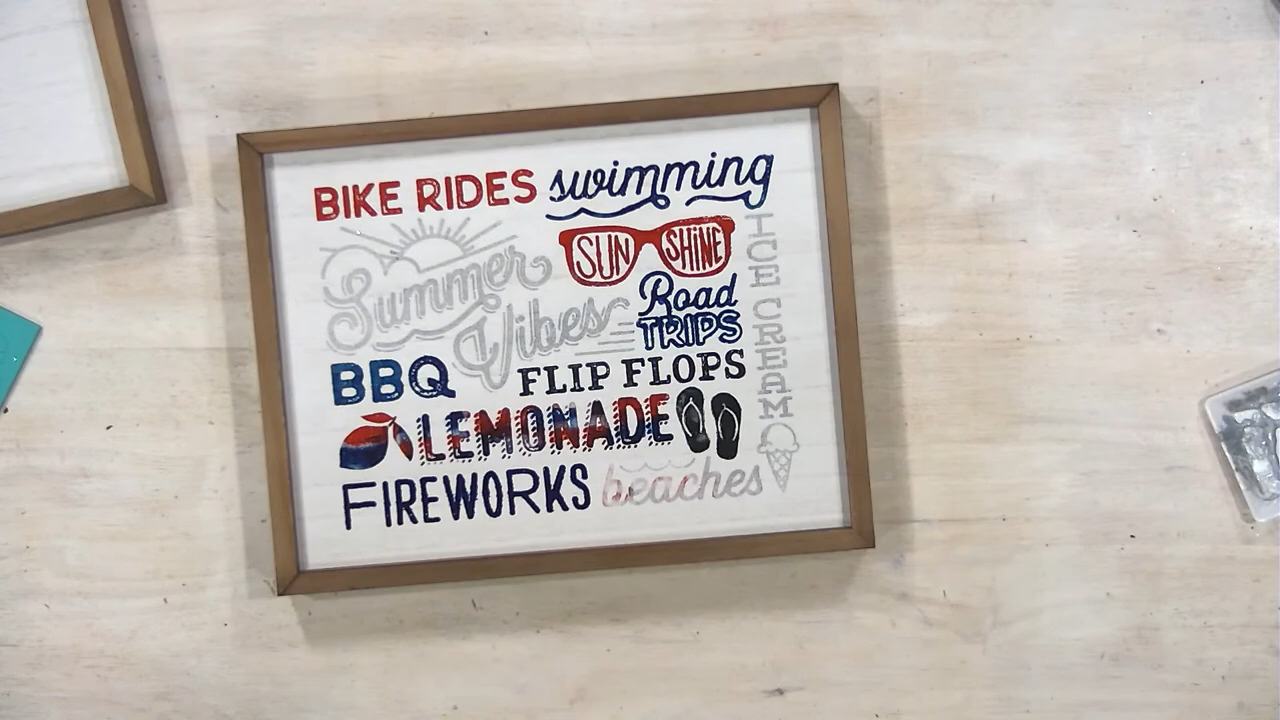 BIKE RIDES swimming
Summer Vibes
SUN SHINE
Road
TRIPS
ICE CREAM
BBQ
FLIP FLOPS
LEMONADE
FIREWORKS beaches